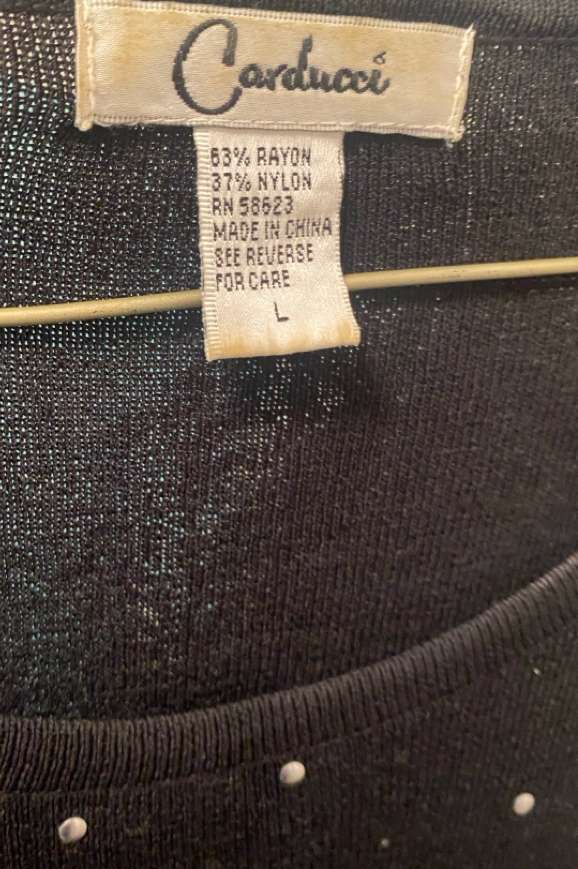 Carducci
63% RAYON
37% NYLON
RN 58623
MADE IN CHINA
SEE REVERSE
FOR CARE
L